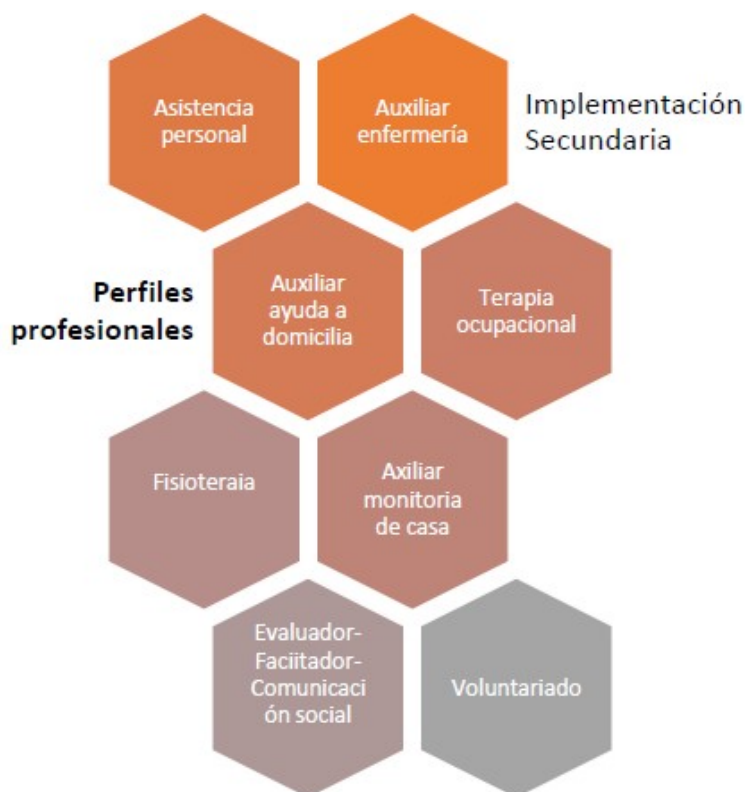 Asistencia
personal
Auxiliar
enfermería
Implementación
Secundaria
Perfiles
profesionales
Auxiliar
ayuda a
domicilia
Terapia
ocupacional
Fisioteraia
Axiliar
monitoria
de casa
Evaluador-
Faciitador-
Comunicaci
ón social
Voluntariado